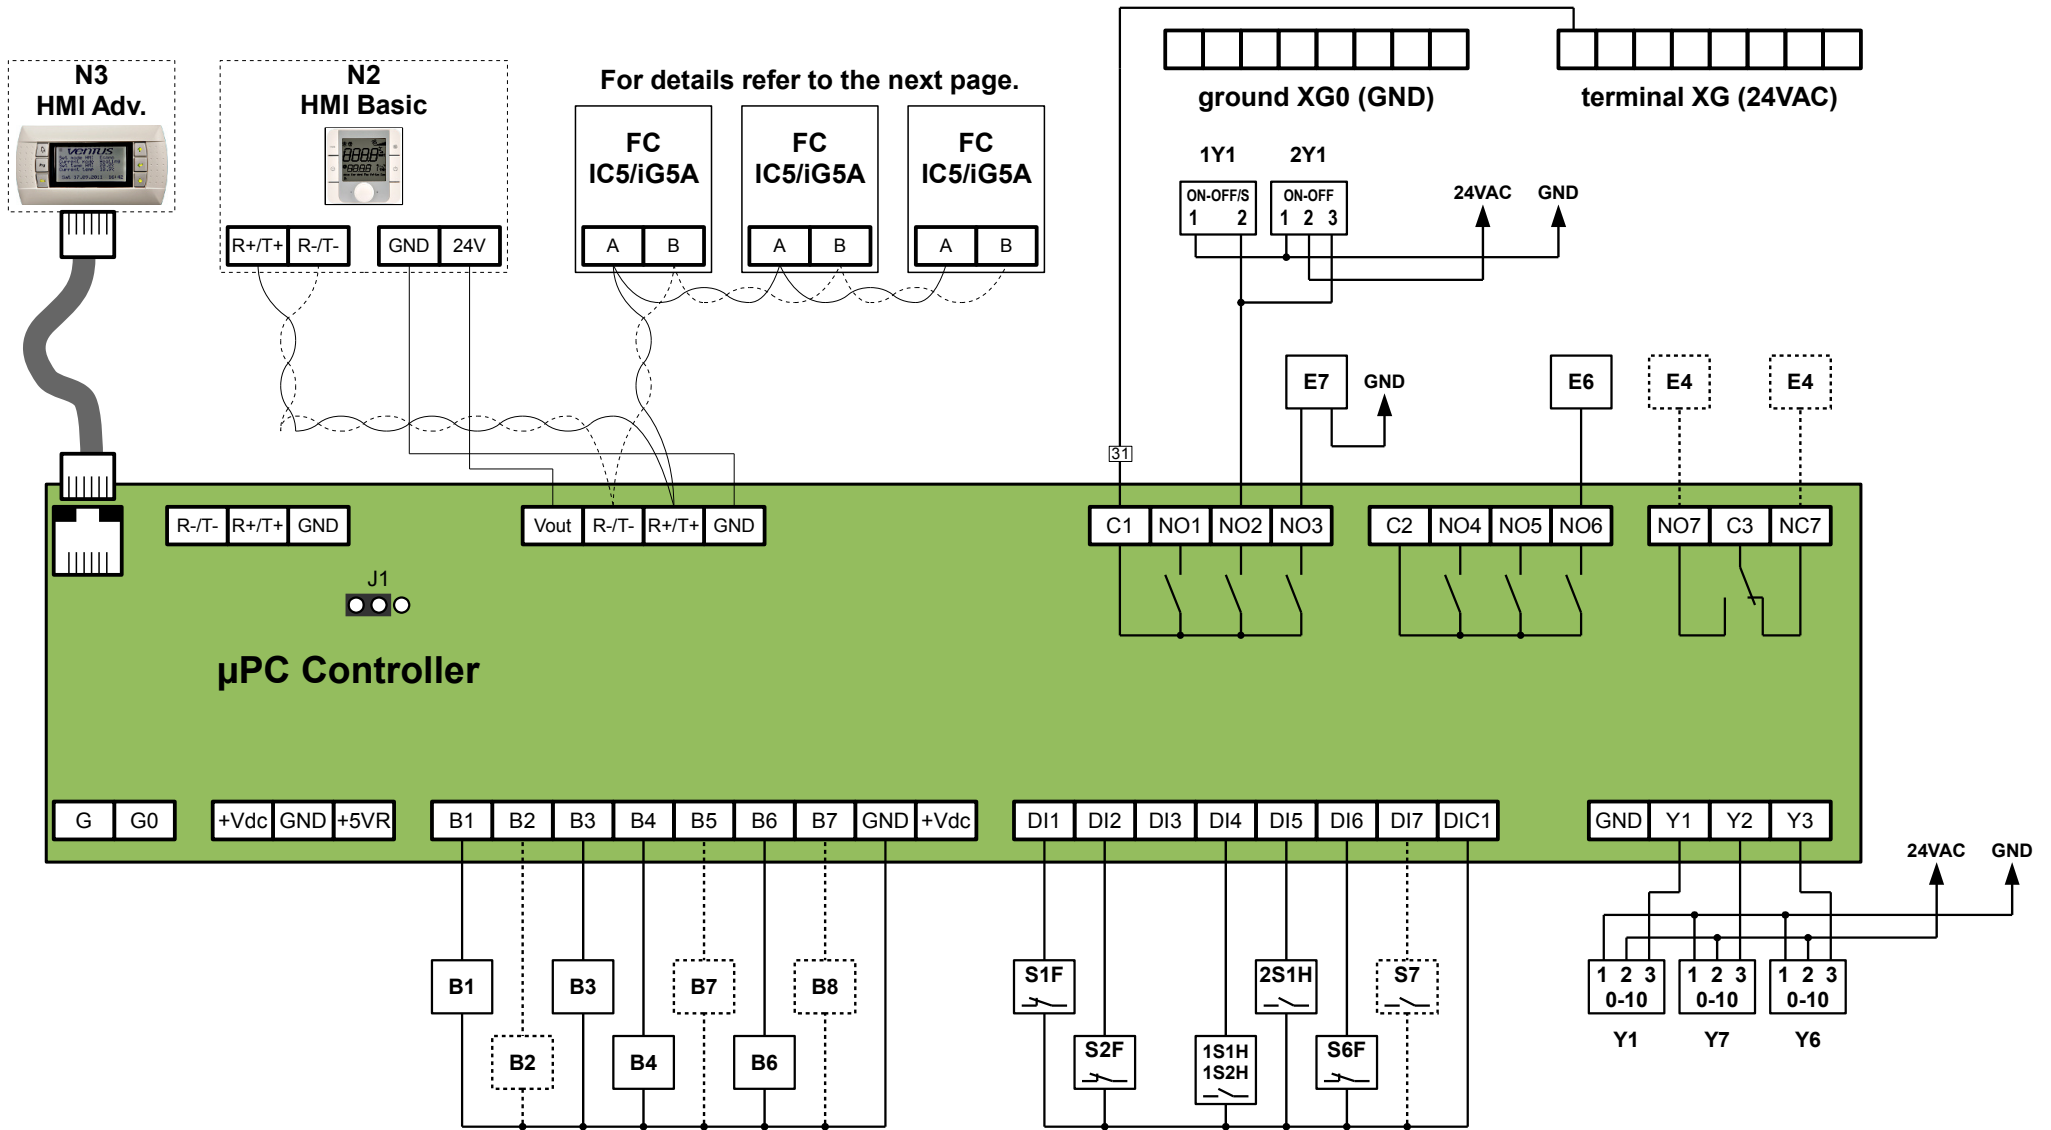 N3
HMI Adv.
VENTUS
N2
HMI Basic
For details refer to the next page.
FC
IC5/iG5A
FC
IC5/iG5A
FC
IC5/iG5A
R+/T+ R-/T- GND 24V
A B
A B
A B
ground XG0 (GND)
terminal XG (24VAC)
1Y1 2Y1
ON-OFF/S
1 2
ON-OFF
1 2 3
24VAC GND
E7 GND
E6
E4
E4
31
R-/T- R+/T+ GND
Vout R-/T- R+/T+ GND
C1 NO1 NO2 NO3
C2 NO4 NO5 NO6
NO7 C3 NC7
J1
µPC Controller
G G0
+Vdc GND +5VR
B1 B2 B3 B4 B5 B6 B7 GND +Vdc
DI1 DI2 DI3 DI4 DI5 DI6 DI7 DIC1
GND Y1 Y2 Y3
24VAC GND
B1
B3
B7
B8
S1F
2S1H
S7
1 2 3
0-10
1 2 3
0-10
1 2 3
0-10
B2
B4
B6
S2F
1S1H
1S2H
S6F
Y1
Y7
Y6